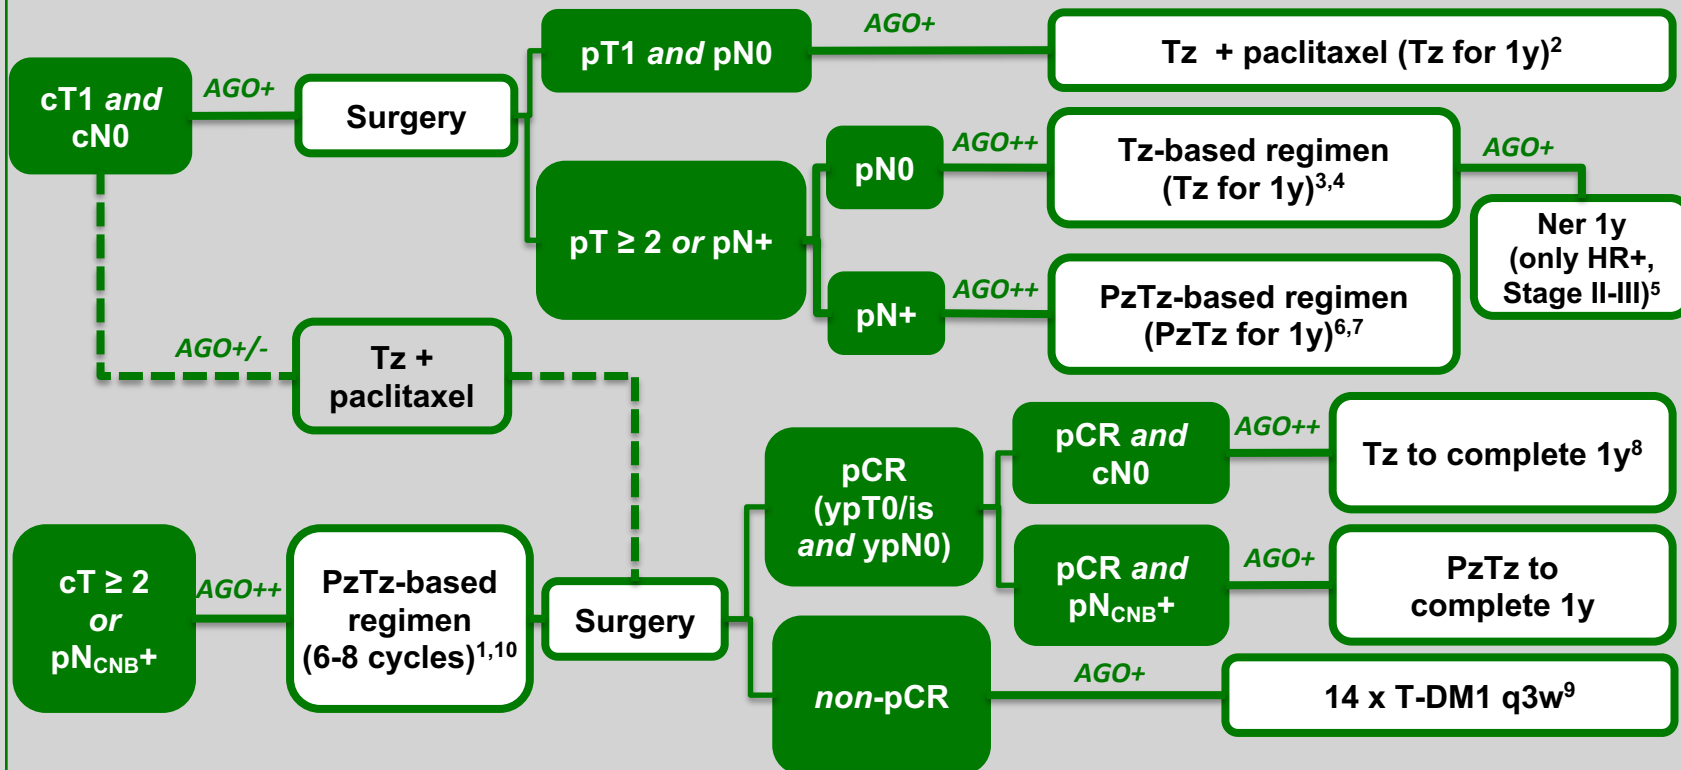 cT1 and
cN0
AGO+
Surgery
pT1 and pN0
AGO+
Tz + paclitaxel (Tz for 1y)²
pT ≥ 2 or pN+
pN0
AGO++
Tz-based regimen
(Tz for 1y)³,⁴
AGO+
Ner 1y
(only HR+,
Stage II-III)⁵
pN+
AGO++
PzTz-based regimen
(PzTz for 1y)⁶,⁷
AGO+/-
Tz +
paclitaxel
cT ≥ 2
or
pNCNB+
AGO++
PzTz-based
regimen
(6-8 cycles)¹,¹⁰
Surgery
pCR
(ypT0/is
and ypN0)
pCR and
cN0
AGO++
Tz to complete 1y⁸
pCR and
pNCNB+
AGO+
PzTz to
complete 1y
non-pCR
AGO+
14 x T-DM1 q3w⁹